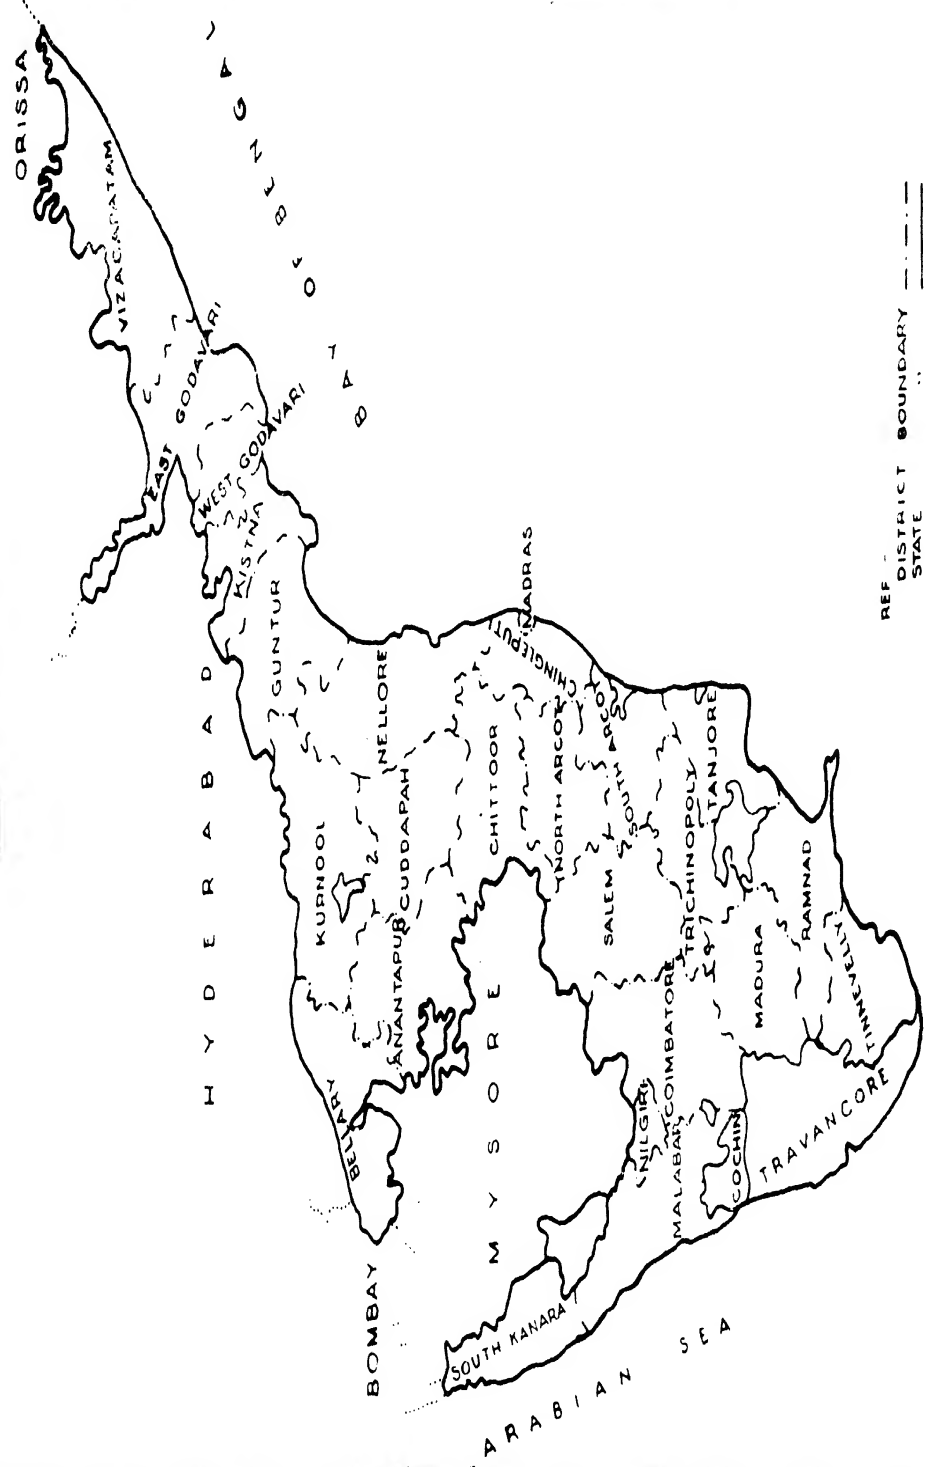 ORISSA
VIZAGAPATAM
EAST GODAVARI
WEST GODAVARI
KISTNA
GUNTUR
BAY OF BENGAL
HYDERABAD
KURNOOL
NELLORE
CUDDAPAH
ANANTAPUR
BELLARY
BOMBAY
CHITTOOR
CHINGLEPUT
MADRAS
NORTH ARCOT
SOUTH ARCOT
MYSORE
SALEM
TRICHINOPOLY
TANJORE
SOUTH KANARA
NILGIRI
MALABAR
COIMBATORE
COCHIN
MADURA
RAMNAD
TINNEVELLY
TRAVANCORE
ARABIAN SEA
REF -
DISTRICT BOUNDARY
STATE ,,